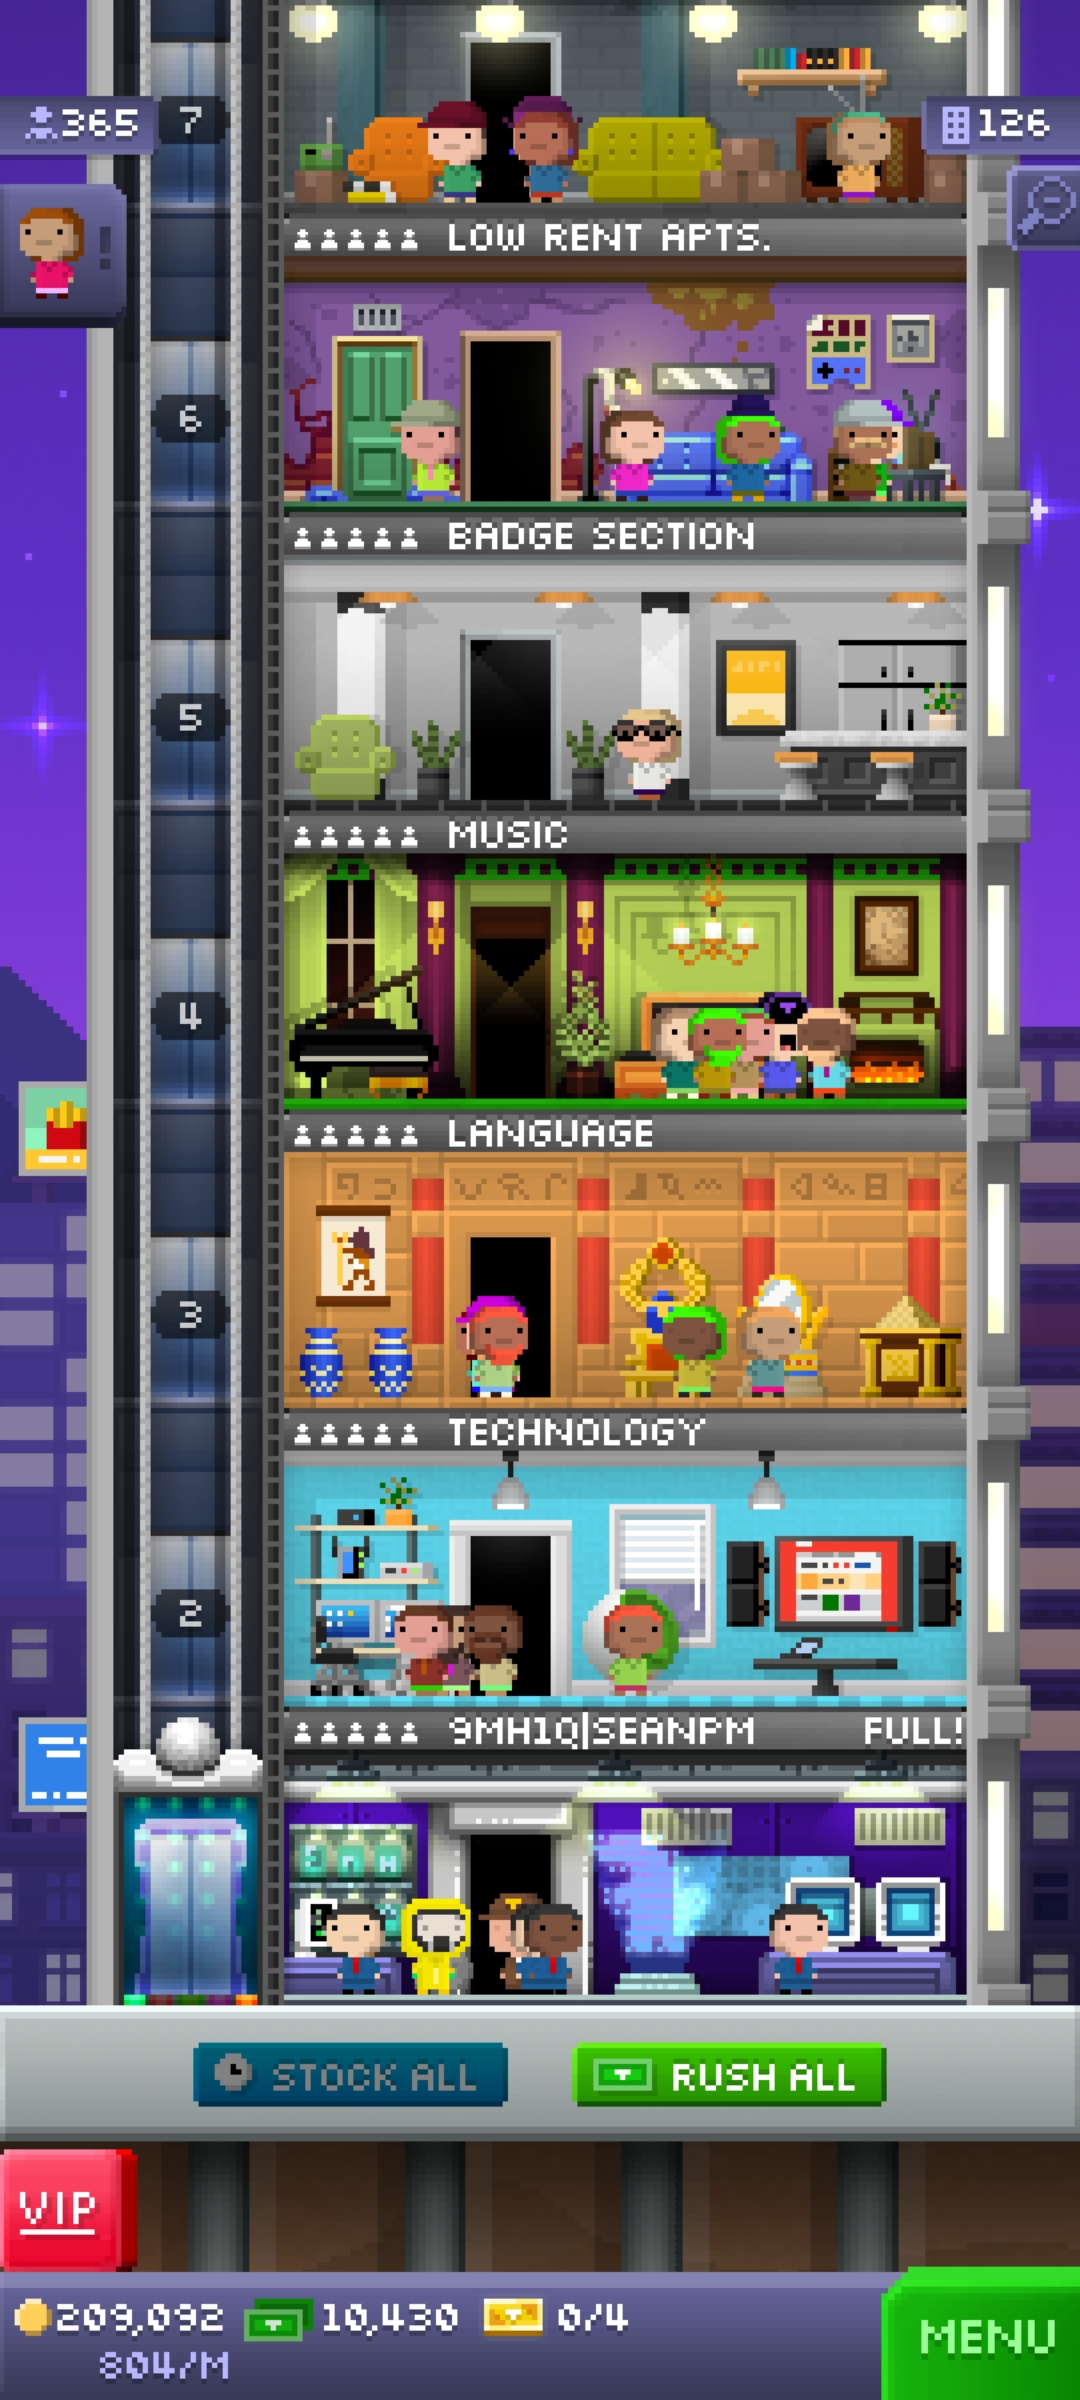 7
365
126
LOW RENT APTS.
6
BADGE SECTION
5
MUSIC
4
LANGUAGE
3
TECHNOLOGY
2
9MH1Q|SEANPM FULL!
STOCK ALL
RUSH ALL
VIP
209,092 10,430 0/4
804/M
MENU